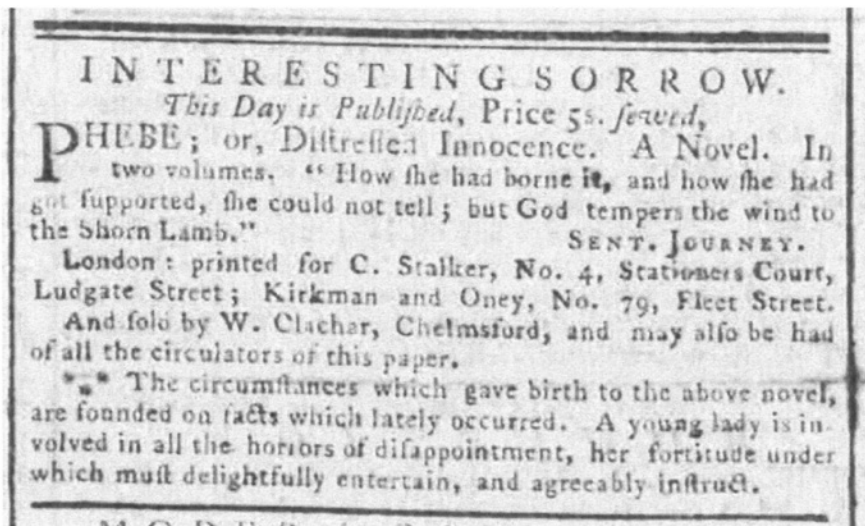 INTERESTING SORROW.
This Day is Publiſhed, Price 5s. ſewed,
PHEBE; or, Diſtreſſed Innocence. A Novel. In
two volumes. “ How ſhe had borne it, and how ſhe had
got ſupported, ſhe could not tell; but God tempers the wind to
the Shorn Lamb.” SENT. JOURNEY.
London: printed for C. Stalker, No. 4, Stationers Court,
Ludgate Street; Kirkman and Oney, No. 79, Fleet Street.
And ſold by W. Clachar, Chelmsford, and may alſo be had
of all the circulators of this paper.
*⁎* The circumſtances which gave birth to the above novel,
are founded on facts which lately occurred. A young lady is in
volved in all the horrors of diſappointment, her fortitude under
which muſt delightfully entertain, and agreeably inſtruct.